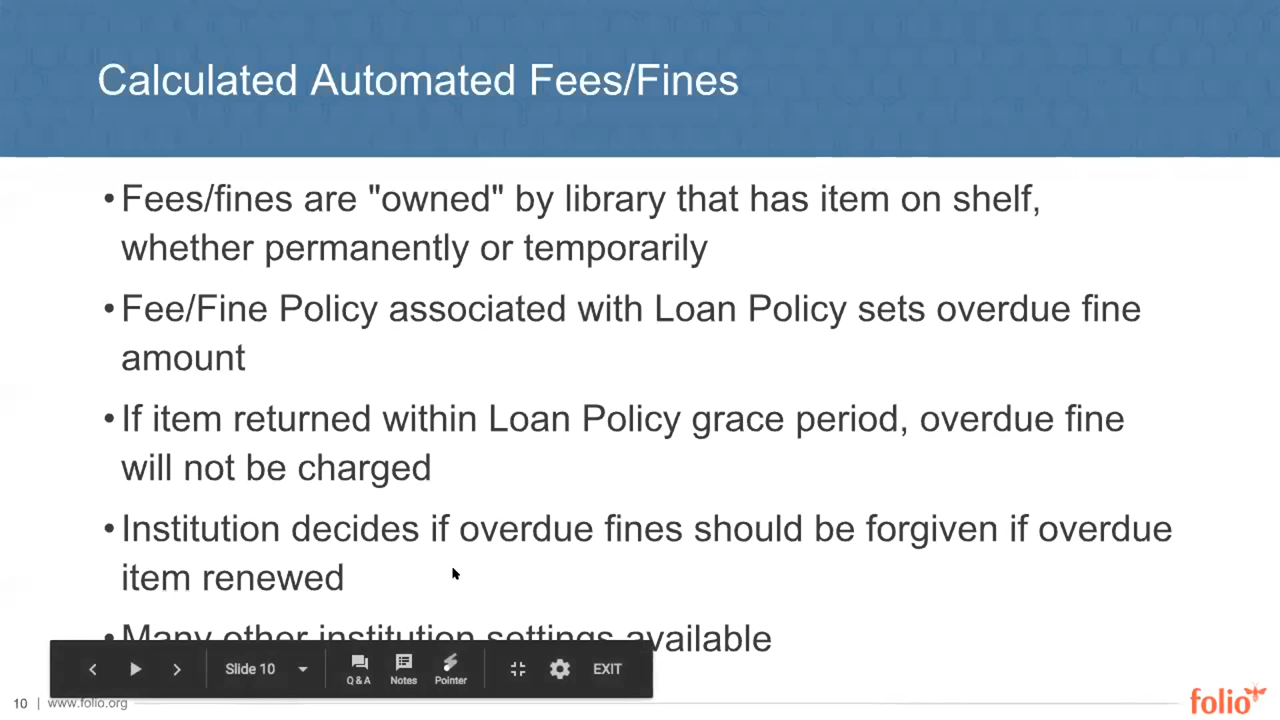 Calculated Automated Fees/Fines
•Fees/fines are "owned" by library that has item on shelf,
whether permanently or temporarily
•Fee/Fine Policy associated with Loan Policy sets overdue fine
amount
•If item returned within Loan Policy grace period, overdue fine
will not be charged
•Institution decides if overdue fines should be forgiven if overdue
item renewed
•Many other institution settings available
Slide 10
Q & A
Notes
Pointer
EXIT
10 | www.folio.org
folio